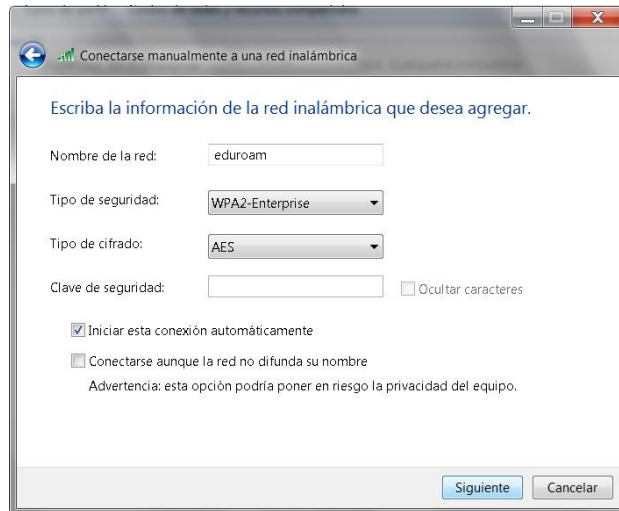 Conectarse manualmente a una red inalámbrica
Escriba la información de la red inalámbrica que desea agregar.
Nombre de la red: eduroam
Tipo de seguridad: WPA2-Enterprise
Tipo de cifrado: AES
Clave de seguridad: Ocultar caracteres
Iniciar esta conexión automáticamente
Conectarse aunque la red no difunda su nombre
Advertencia: esta opción podría poner en riesgo la privacidad del equipo.
Siguiente Cancelar